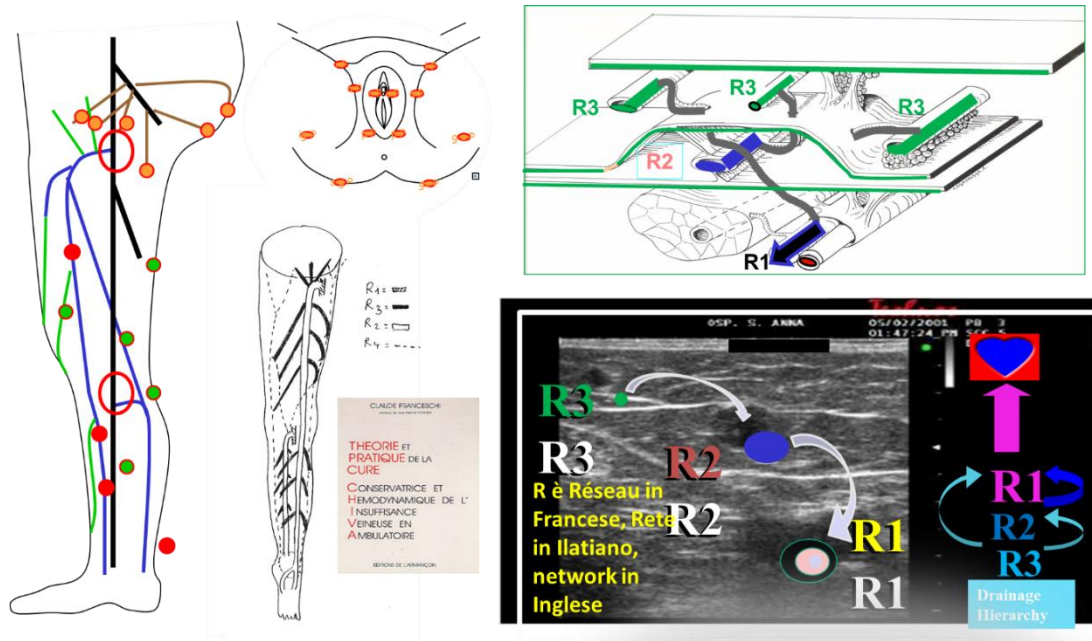 R1=
R3=
R2=
R4=
CLAUDE FRANCESCHI
THEORIE ET
PRATIQUE DE LA
CURE
CONSERVATRICE ET
HEMODYNAMIQUE DE L'
INSUFFISANCE
VEINEUSE EN
AMBULATOIRE
EDITIONS DE L'ARMANÇON
R3
R3
R3
R2
R1
OSP. S. ANNA
05/02/2001 PB 3
01:47:24 PM
R3
R3
R2
R2
R1
R1
R è Réseau in
Francese, Rete
in Ilatiano,
network in
Inglese
R1
R2
R3
Drainage
Hierarchy